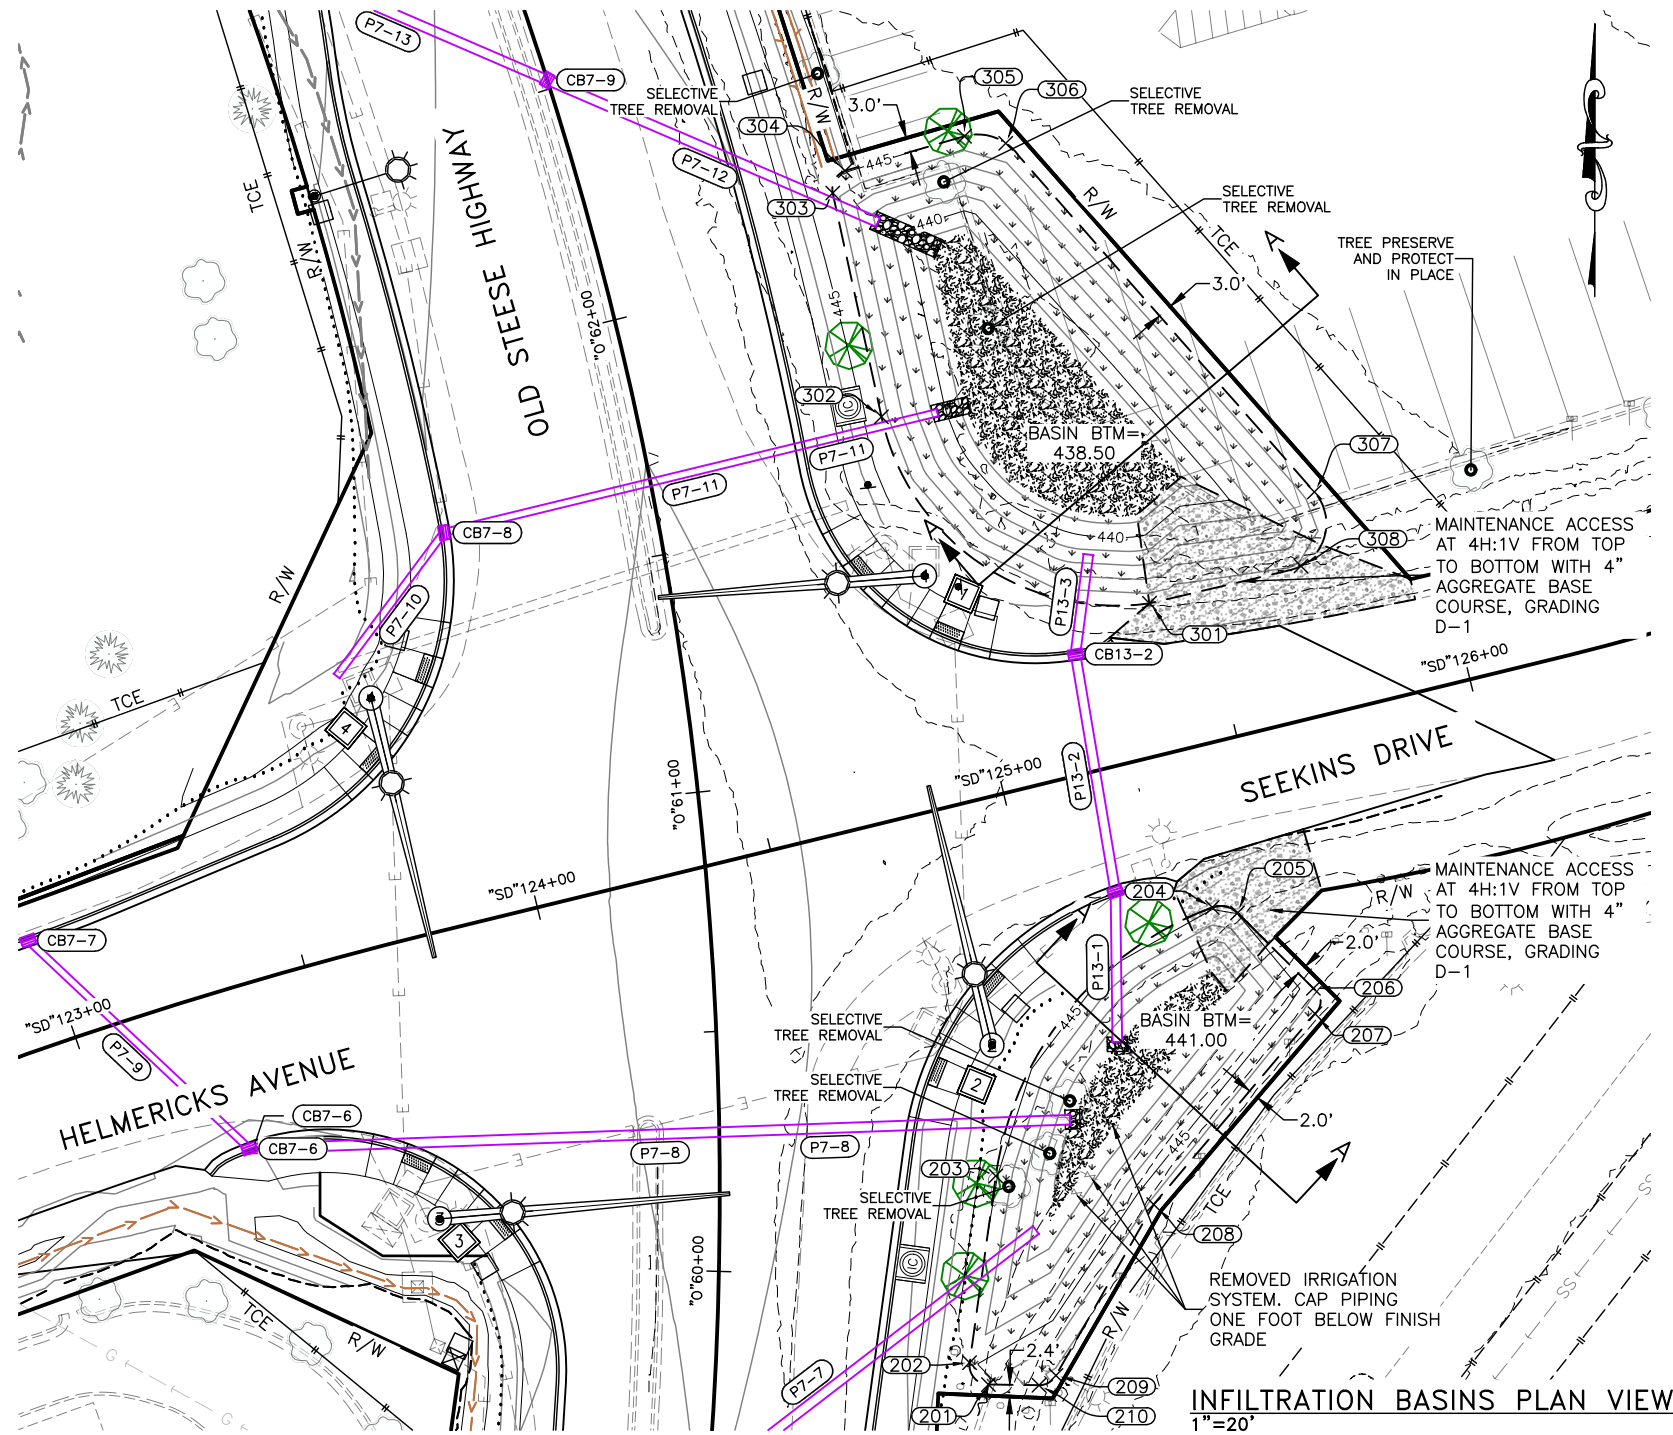 P7-13
CB7-9
SELECTIVE
TREE REMOVAL
R/W
3.0'
304
305
306
SELECTIVE
TREE REMOVAL
445
P7-12
303
440
SELECTIVE
TREE REMOVAL
R/W
TCE
A
3.0'
TREE PRESERVE
AND PROTECT
IN PLACE
TCE
R/W
OLD STEESE HIGHWAY
"O"62+00
445
302
BASIN BTM=
438.50
307
P7-11
P7-11
CB7-8
440
308
MAINTENANCE ACCESS
AT 4H:1V FROM TOP
TO BOTTOM WITH 4"
AGGREGATE BASE
COURSE, GRADING
D-1
A
1
P13-3
301
CB13-2
R/W
P7-10
TCE
4
"SD"126+00
"SD"125+00
P13-2
SEEKINS DRIVE
"O"61+00
"SD"124+00
204
205
R/W
MAINTENANCE ACCESS
AT 4H:1V FROM TOP
TO BOTTOM WITH 4"
AGGREGATE BASE
COURSE, GRADING
D-1
CB7-7
A
2.0'
P13-1
206
"SD"123+00
P7-9
445
BASIN BTM=
441.00
207
SELECTIVE
TREE REMOVAL
SELECTIVE
TREE REMOVAL
2
HELMERICKS AVENUE
CB7-6
CB7-6
P7-8
P7-8
2.0'
445
A
203
SELECTIVE
TREE REMOVAL
TCE
208
3
"O"60+00
REMOVED IRRIGATION
SYSTEM. CAP PIPING
ONE FOOT BELOW FINISH
GRADE
SS
SS
TCE
R/W
R/W
202
2.4'
P7-7
209
201
210
G
G
INFILTRATION BASINS PLAN VIEW
1"=20'